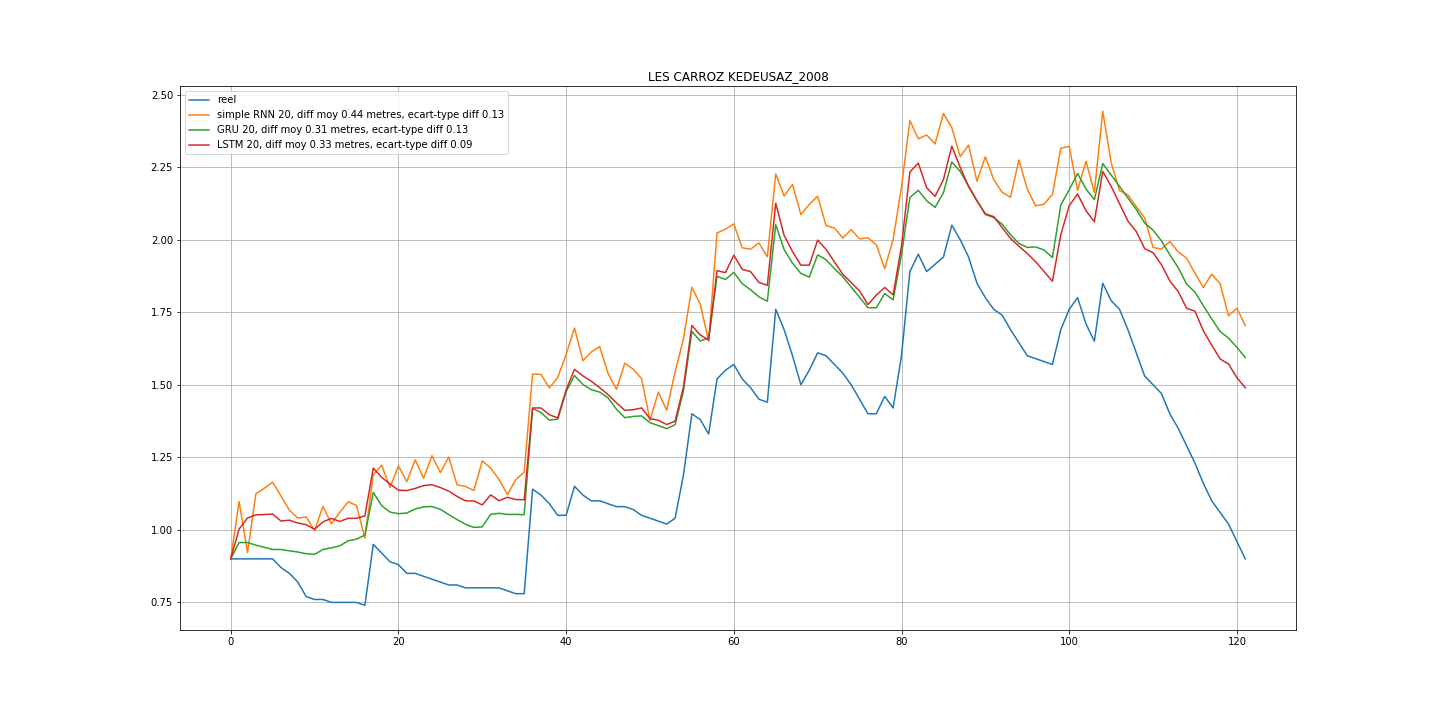 LES CARROZ KEDEUSAZ_2008
reel
simple RNN 20, diff moy 0.44 metres, ecart-type diff 0.13
GRU 20, diff moy 0.31 metres, ecart-type diff 0.13
LSTM 20, diff moy 0.33 metres, ecart-type diff 0.09
2.50
2.25
2.00
1.75
1.50
1.25
1.00
0.75
0 20 40 60 80 100 120